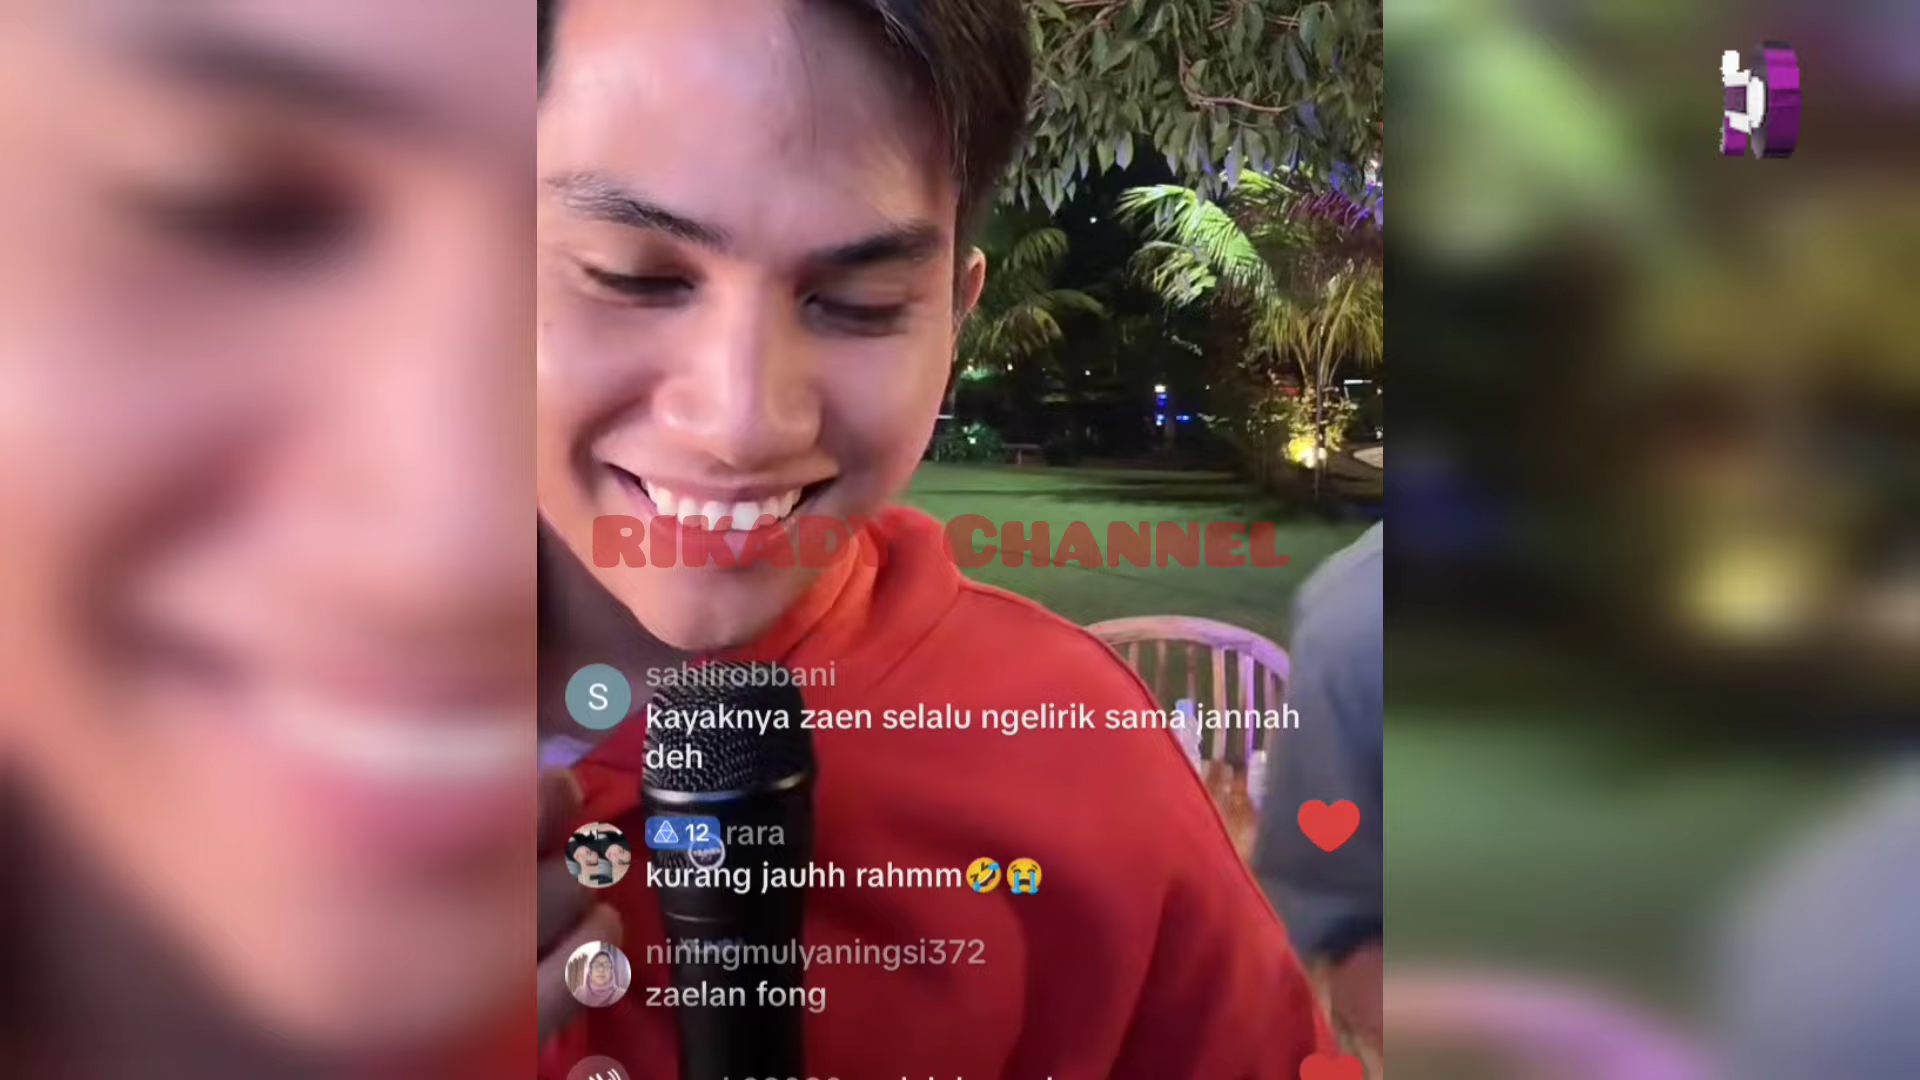 RIKADY CHANNEL
S
sahlirobbani
kayaknya zaen selalu ngelirik sama jannah
deh
12 rara
kurang jauhh rahmm🤣😭
niningmulyaningsi372
zaelan fong